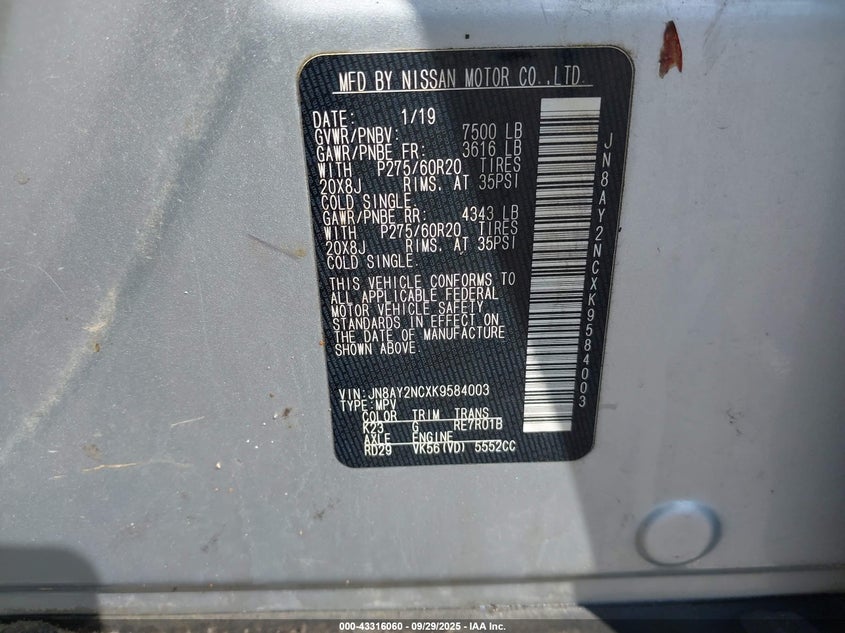 MFD BY NISSAN MOTOR CO.,LTD.
DATE: 1/19
GVWR/PNBV: 7500 LB
GAWR/PNBE FR: 3616 LB
WITH P275/60R20 TIRES
20X8J RIMS. AT 35PSI
COLD SINGLE.
GAWR/PNBE RR: 4343 LB
WITH P275/60R20 TIRES
20X8J RIMS. AT 35PSI
COLD SINGLE.
THIS VEHICLE CONFORMS TO
ALL APPLICABLE FEDERAL
MOTOR VEHICLE SAFETY
STANDARDS IN EFFECT ON
THE DATE OF MANUFACTURE
SHOWN ABOVE.
VIN:JN8AY2NCXK9584003
TYPE:MPV
COLOR TRIM TRANS
K23 G RE7R01B
AXLE ENGINE
RD29 VK56(VD) 5552CC
JN8AY2NCXK9584003
000-43316060 - 09/29/2025 - IAA Inc.